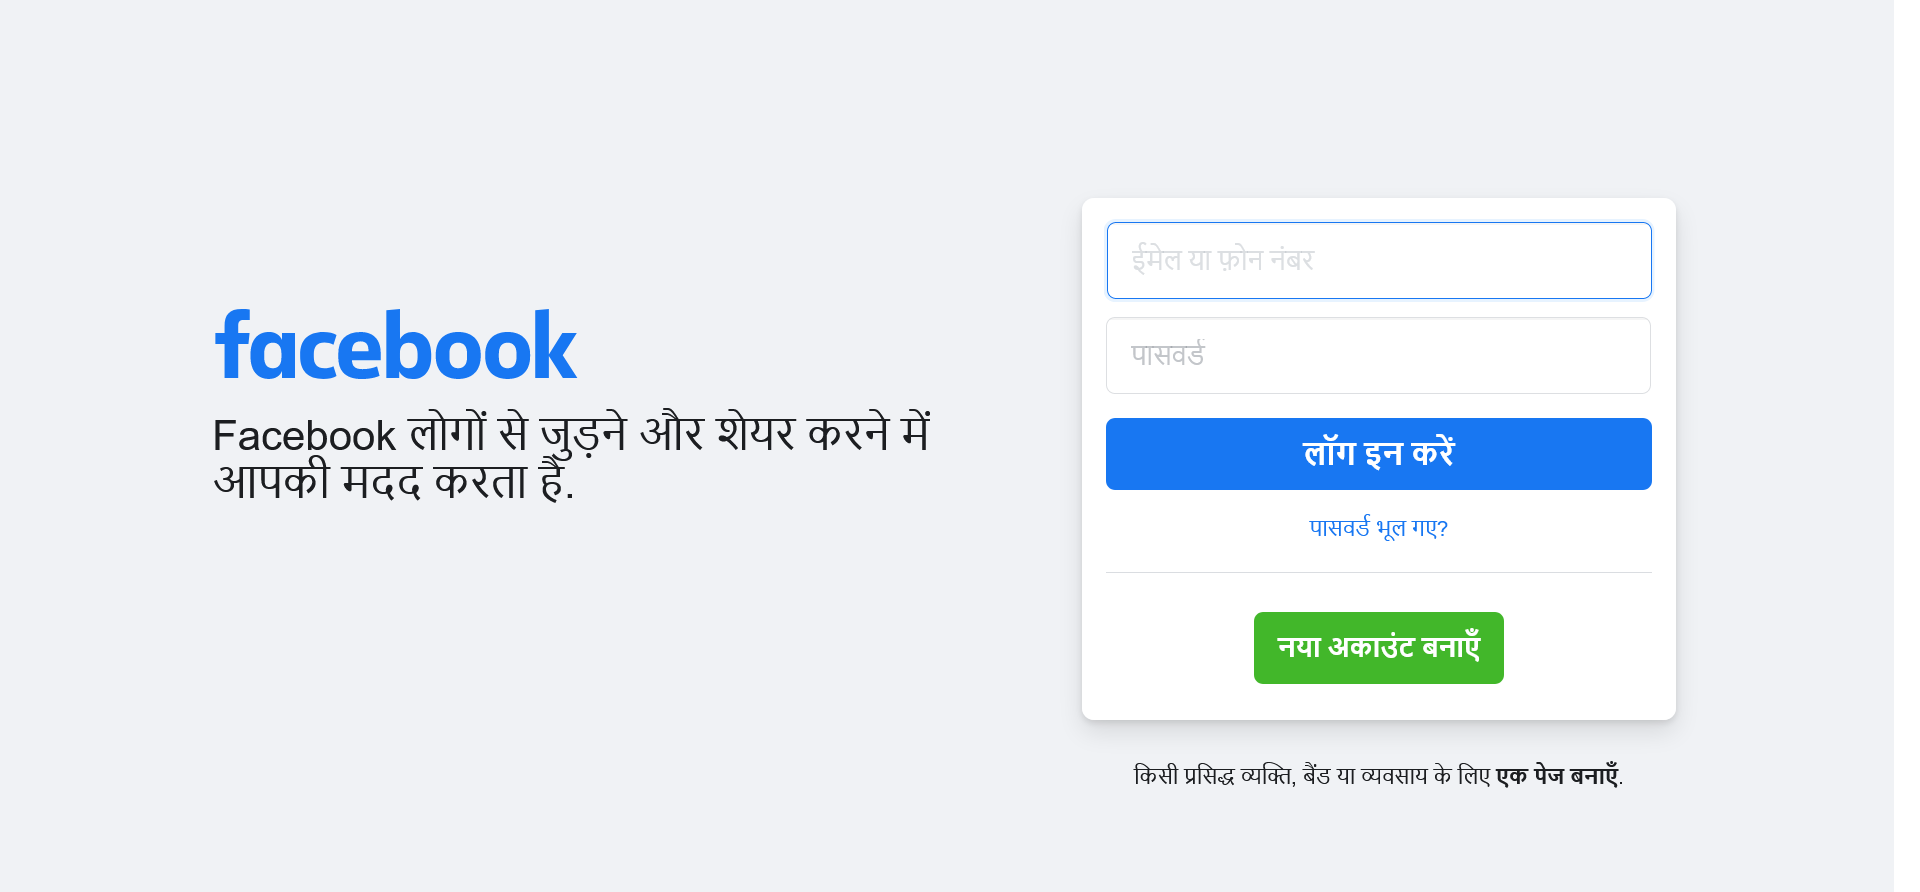 facebook
Facebook लोगों से जुड़ने और शेयर करने में
आपकी मदद करता है.
ईमेल या फ़ोन नंबर
पासवर्ड
लॉग इन करें
पासवर्ड भूल गए?
नया अकाउंट बनाएँ
किसी प्रसिद्ध व्यक्ति, बैंड या व्यवसाय के लिए एक पेज बनाएँ.